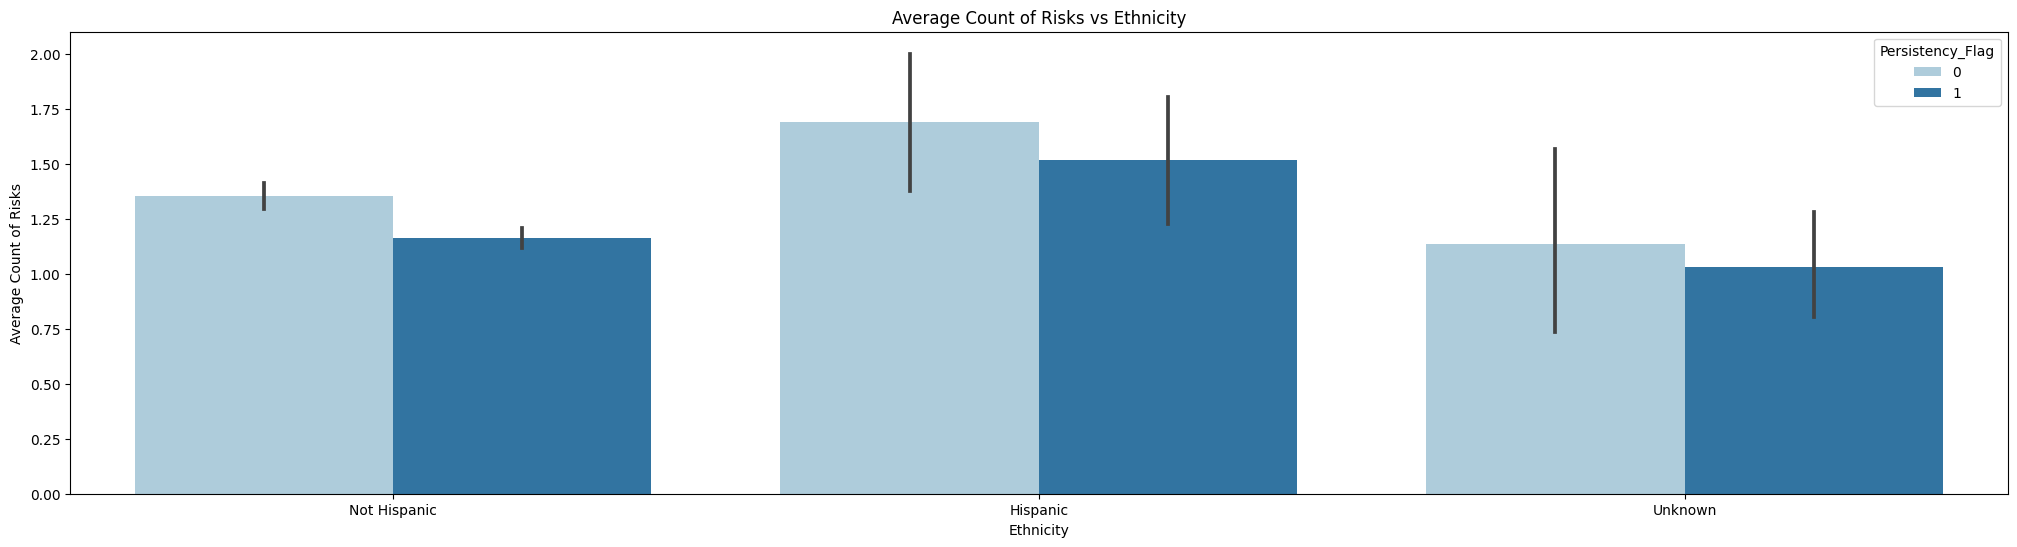 Average Count of Risks vs Ethnicity
Persistency_Flag
0
1
Average Count of Risks
2.00
1.75
1.50
1.25
1.00
0.75
0.50
0.25
0.00
Not Hispanic
Hispanic
Unknown
Ethnicity